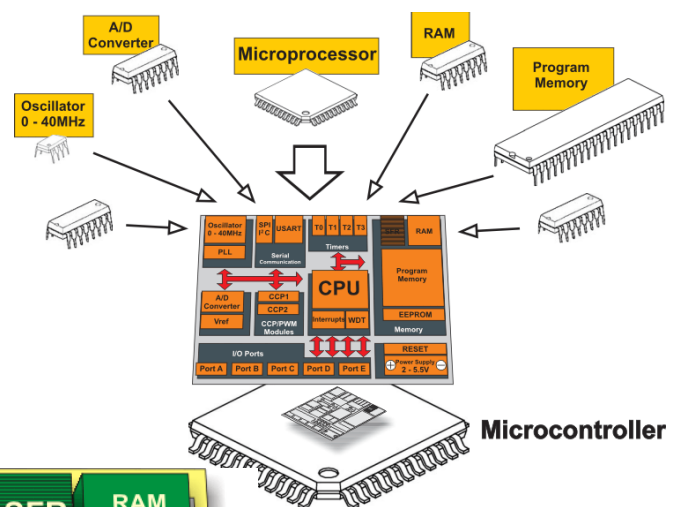 A/D
Converter
Microprocessor
RAM
Program
Memory
Oscillator
0 - 40MHz
Oscillator
0 - 40MHz
PLL
SPI
I²C
USART
Serial
Communication
T0 T1 T2 T3
Timers
SFR
RAM
Program
Memory
EEPROM
Memory
A/D
Converter
Vref
CCP1
CCP2
CCP/PWM
Modules
CPU
Interrupts
WDT
I/O Ports
Port A
Port B
Port C
Port D
Port E
RESET
Power Supply
2 - 5.5V
Microcontroller
SFR
RAM